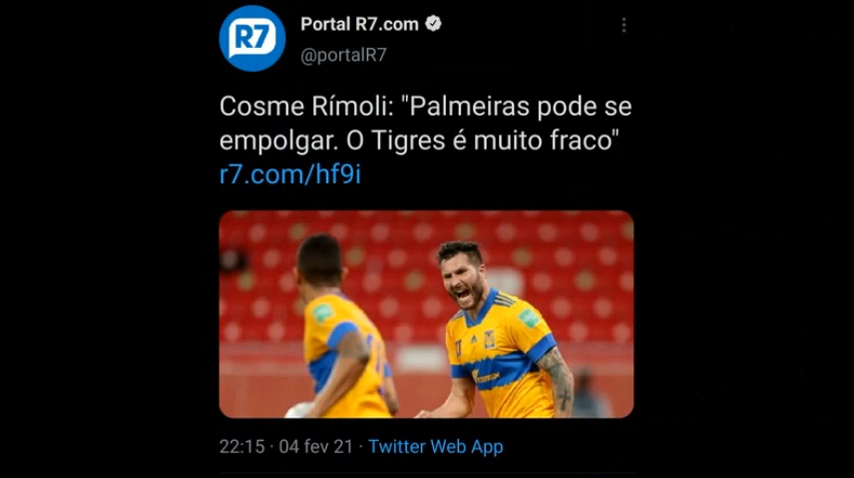 R7
Portal R7.com
@portalR7
Cosme Rímoli: "Palmeiras pode se
empolgar. O Tigres é muito fraco"
r7.com/hf9i
22:15 · 04 fev 21 · Twitter Web App